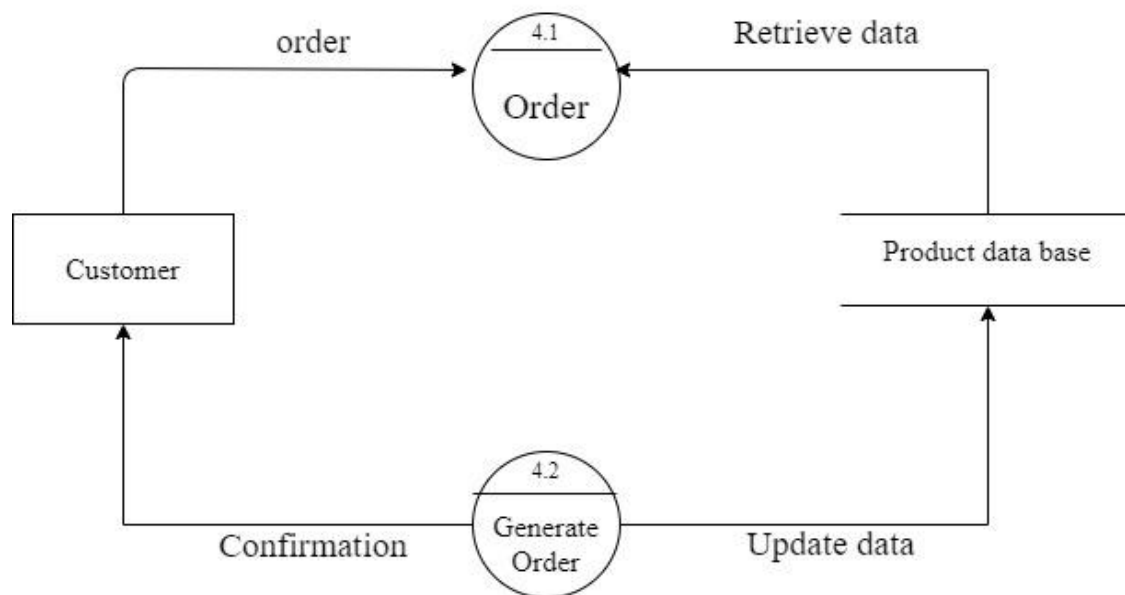 4.1
order
Retrieve data
Order
Customer
Product data base
4.2
Generate
Order
Confirmation
Update data